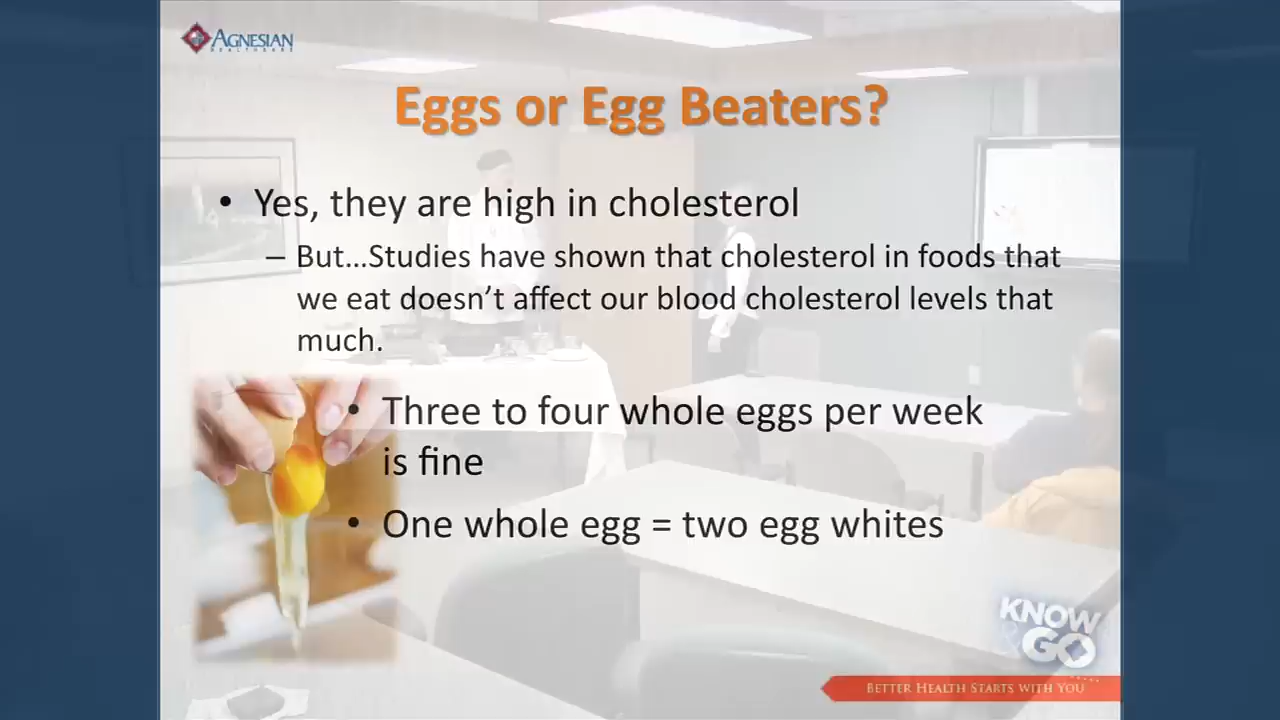 AGNESIAN
HEALTHCARE
Eggs or Egg Beaters?
• Yes, they are high in cholesterol
– But...Studies have shown that cholesterol in foods that
we eat doesn't affect our blood cholesterol levels that
much.
• Three to four whole eggs per week
is fine
• One whole egg = two egg whites
KNOW
& GO
BETTER HEALTH STARTS WITH YOU